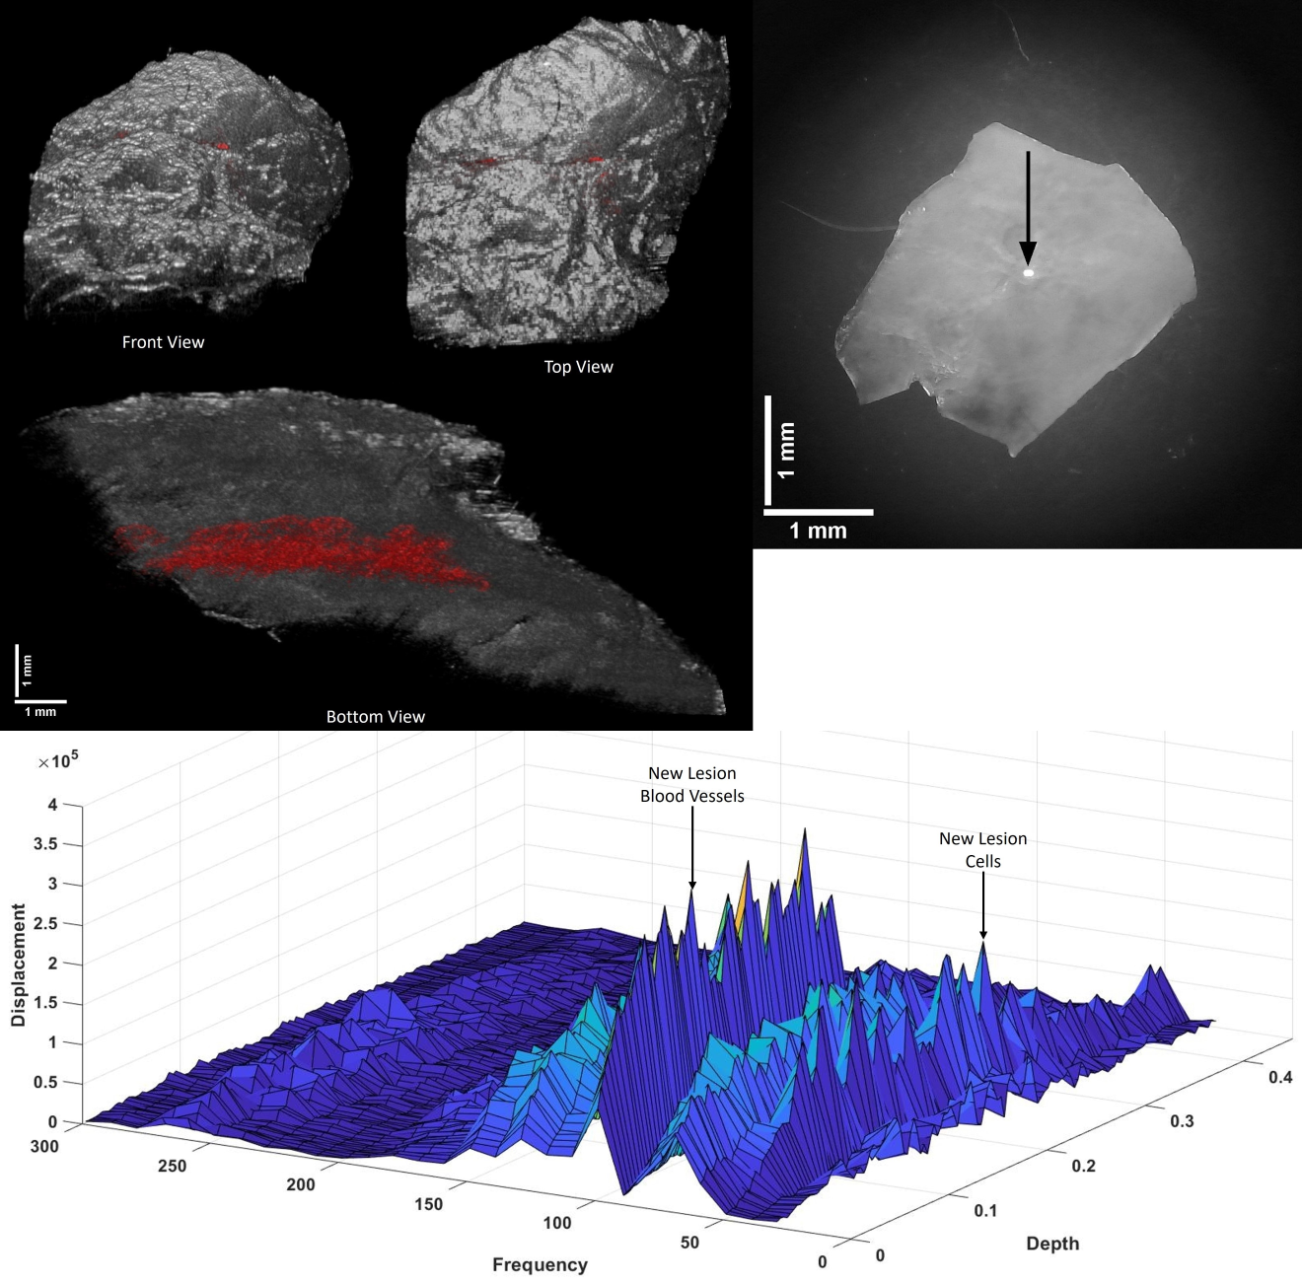 Front View
Top View
1 mm
1 mm
Bottom View
1 mm
1 mm
×10⁵
4
3.5
3
2.5
2
1.5
1
0.5
0
Displacement
New Lesion
Blood Vessels
New Lesion
Cells
300
250
200
150
100
50
0
Frequency
0
0.1
0.2
0.3
0.4
Depth